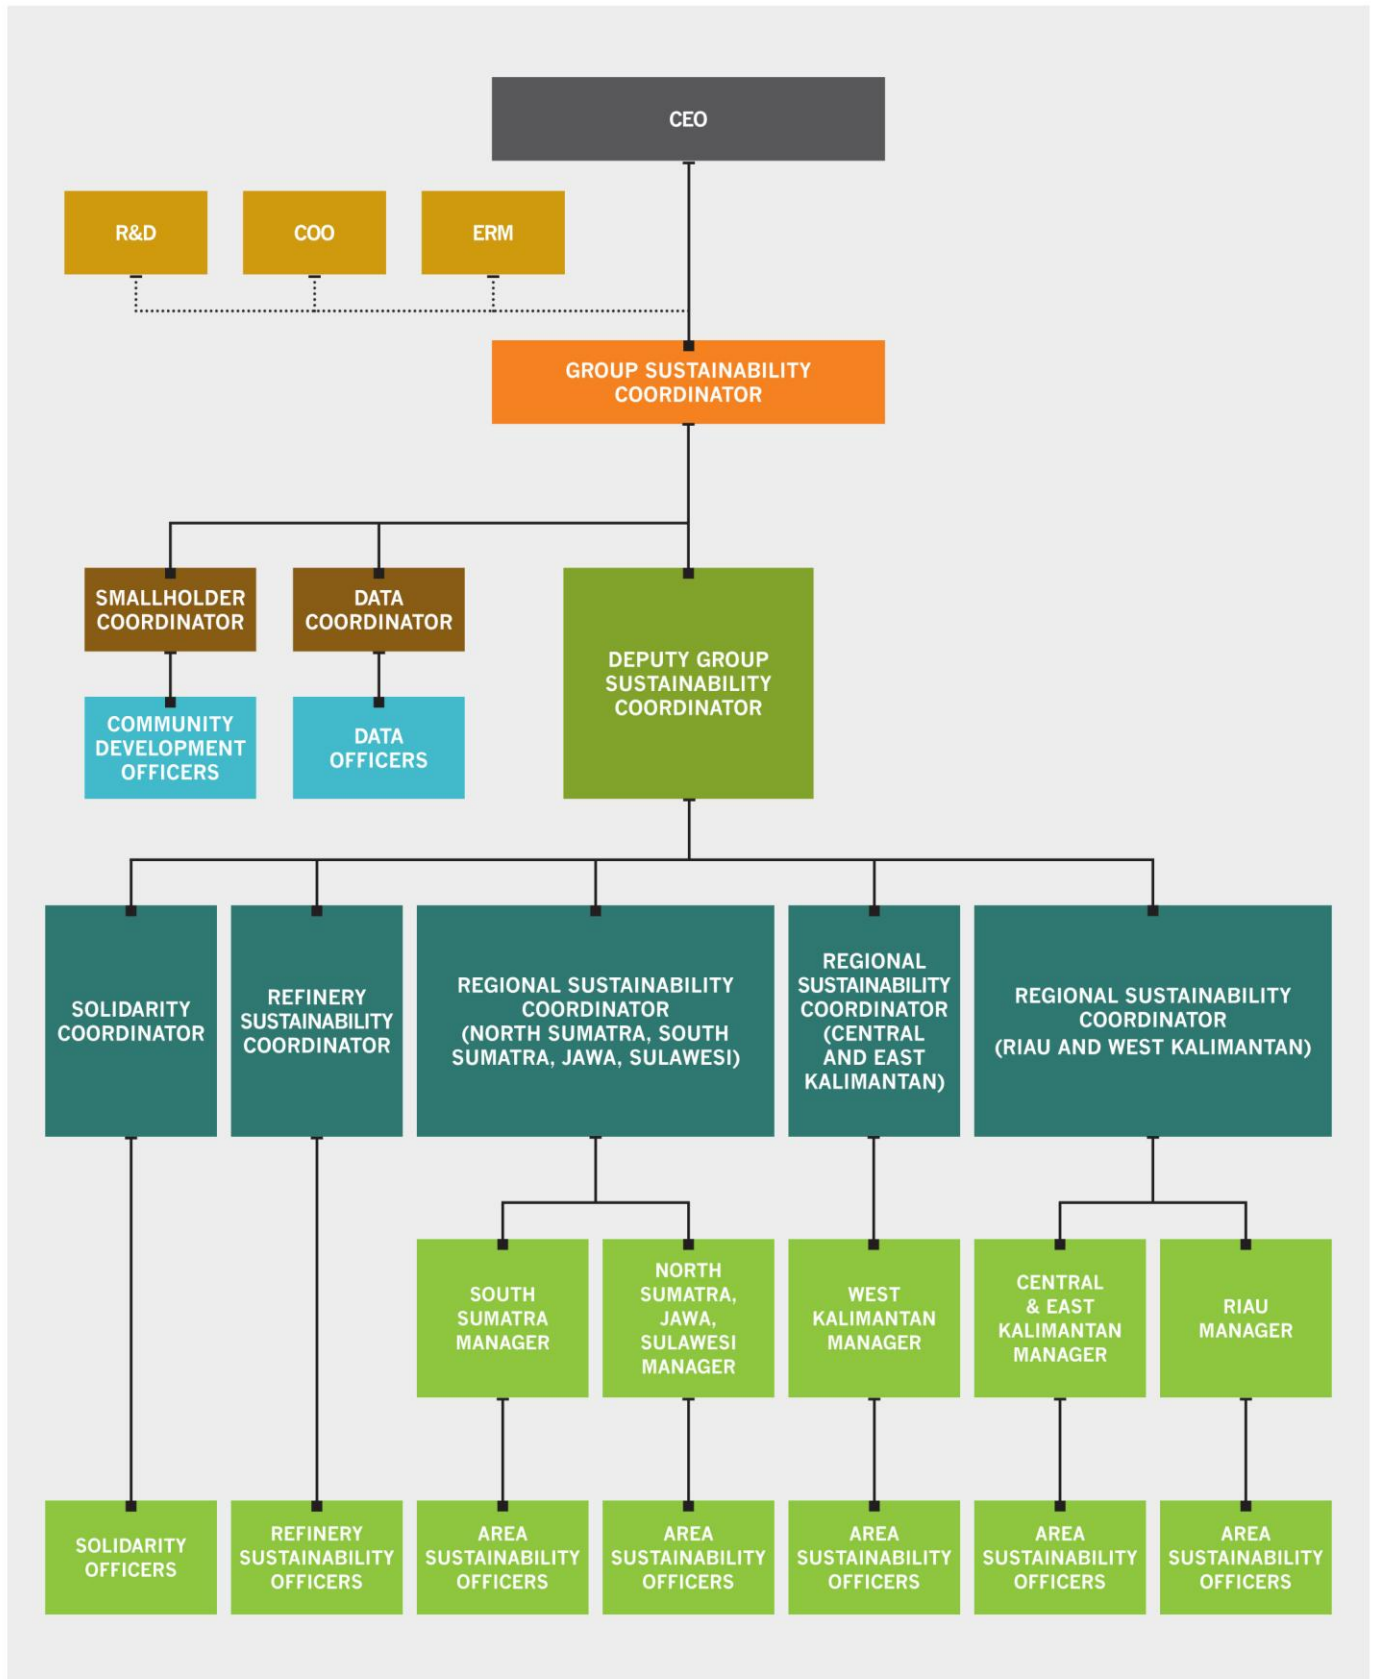 CEO
R&D
COO
ERM
GROUP SUSTAINABILITY
COORDINATOR
SMALLHOLDER
COORDINATOR
DATA
COORDINATOR
DEPUTY GROUP
SUSTAINABILITY
COORDINATOR
COMMUNITY
DEVELOPMENT
OFFICERS
DATA
OFFICERS
SOLIDARITY
COORDINATOR
REFINERY
SUSTAINABILITY
COORDINATOR
REGIONAL SUSTAINABILITY
COORDINATOR
(NORTH SUMATRA, SOUTH
SUMATRA, JAWA, SULAWESI)
REGIONAL
SUSTAINABILITY
COORDINATOR
(CENTRAL
AND EAST
KALIMANTAN)
REGIONAL SUSTAINABILITY
COORDINATOR
(RIAU AND WEST KALIMANTAN)
SOUTH
SUMATRA
MANAGER
NORTH
SUMATRA,
JAWA,
SULAWESI
MANAGER
WEST
KALIMANTAN
MANAGER
CENTRAL
& EAST
KALIMANTAN
MANAGER
RIAU
MANAGER
SOLIDARITY
OFFICERS
REFINERY
SUSTAINABILITY
OFFICERS
AREA
SUSTAINABILITY
OFFICERS
AREA
SUSTAINABILITY
OFFICERS
AREA
SUSTAINABILITY
OFFICERS
AREA
SUSTAINABILITY
OFFICERS
AREA
SUSTAINABILITY
OFFICERS